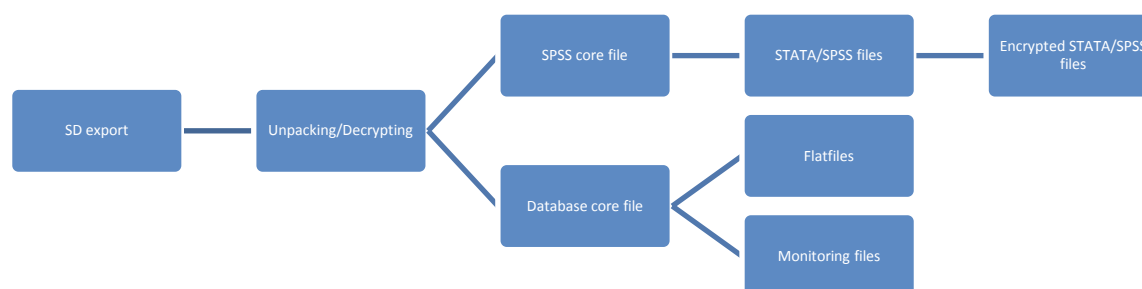 SPSS core file
STATA/SPSS files
Encrypted STATA/SPSS
files
SD export
Unpacking/Decrypting
Flatfiles
Database core file
Monitoring files